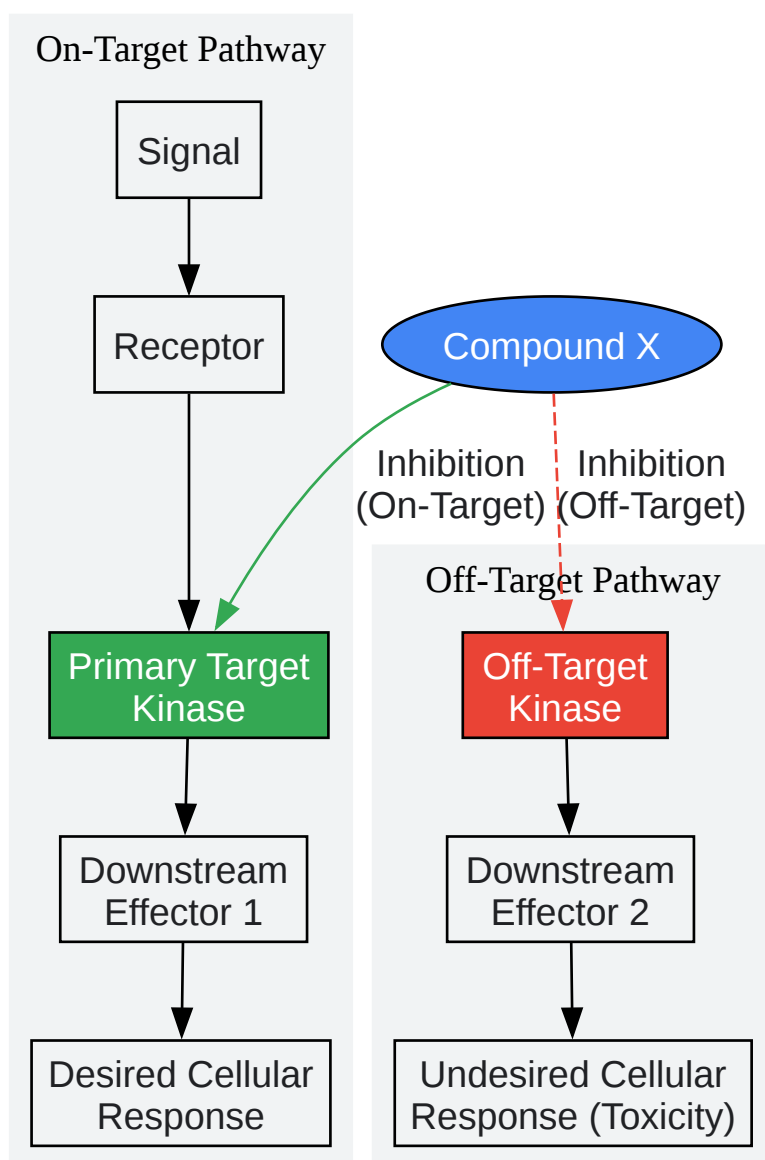 On-Target Pathway
Signal
Receptor
Compound X
Inhibition
(On-Target)
Inhibition
(Off-Target)
Off-Target Pathway
Primary Target
Kinase
Off-Target
Kinase
Downstream
Effector 1
Downstream
Effector 2
Desired Cellular
Response
Undesired Cellular
Response (Toxicity)